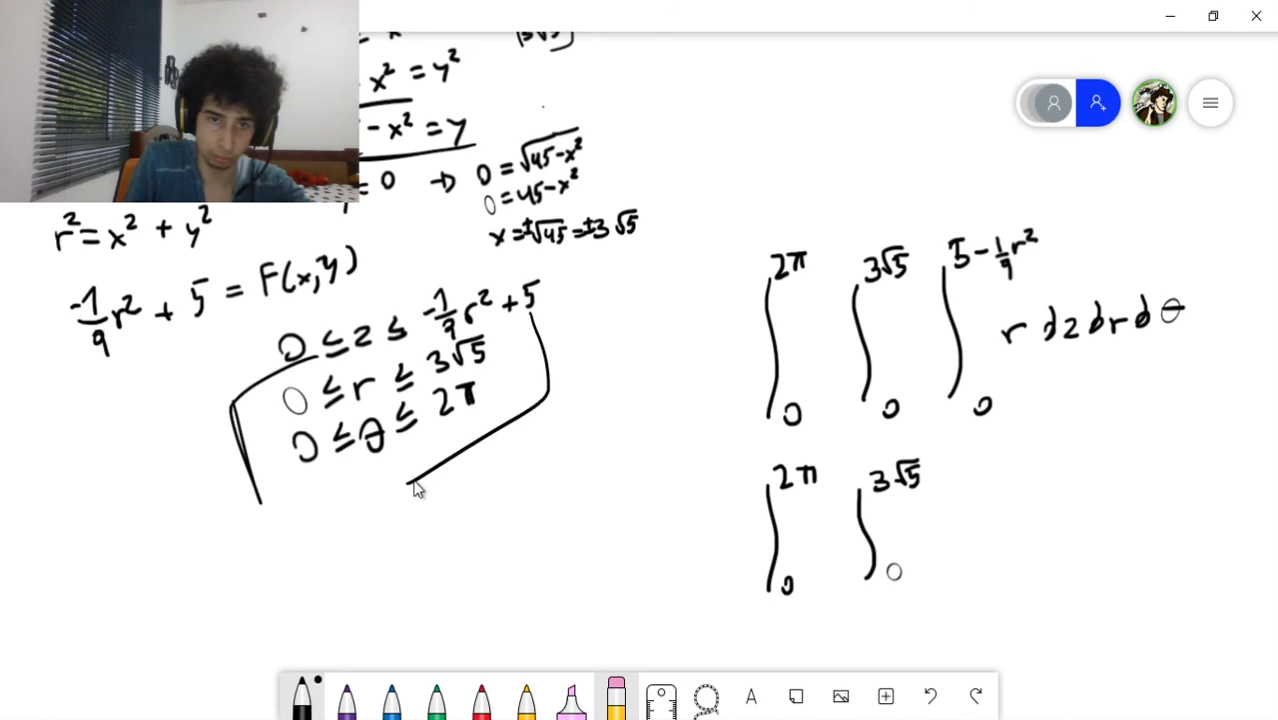 x² = y²
- x² = y
= 0 → 0 = √45-x²
0 = 45-x²
x = ±√45 = ±3√5
r² = x² + y²
-1/9 r² + 5 = F(x,y)
0 ≤ z ≤ -1/9 r² + 5
0 ≤ r ≤ 3√5
0 ≤ θ ≤ 2π
∫ 0 2π ∫ 0 3√5 ∫ 0 5 - 1/9 r² r dz dr dθ
∫ 0 2π ∫ 0 3√5
A